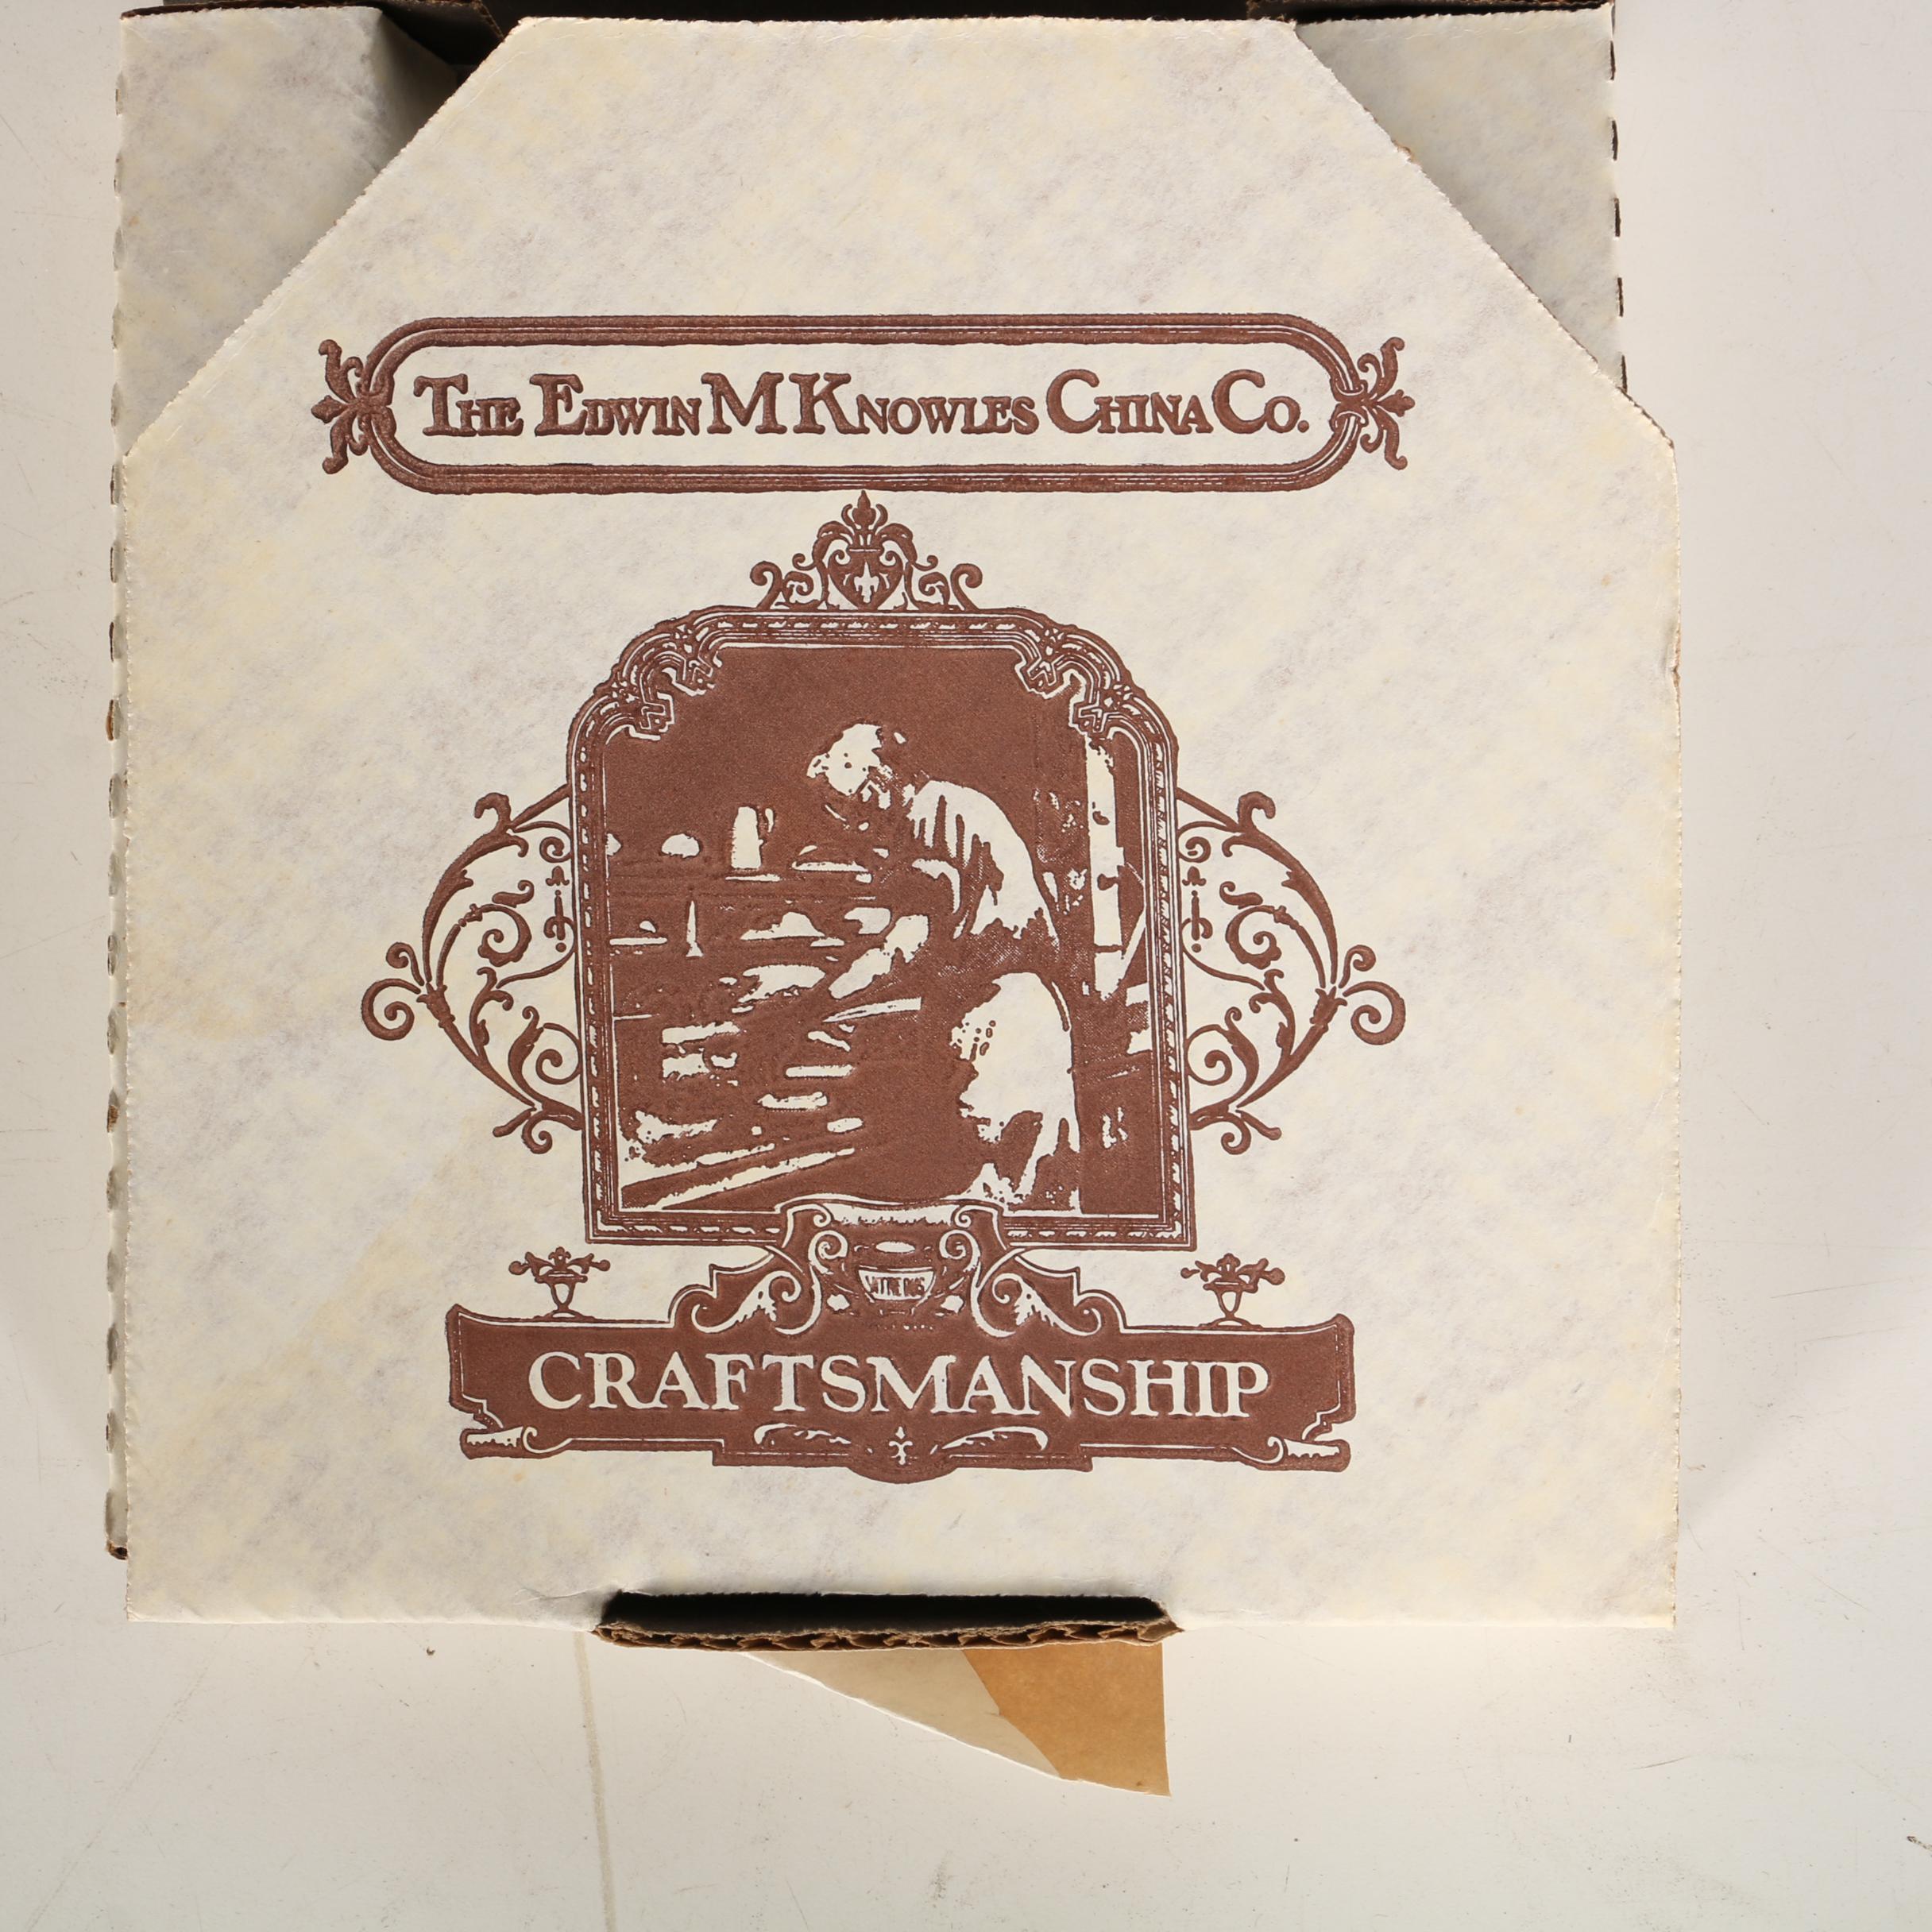 THE EDWIN M KNOWLES CHINA CO.
CRAFTSMANSHIP